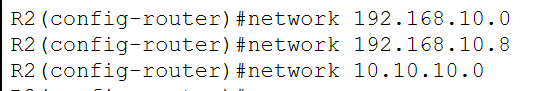 R2(config-router)#network 192.168.10.0
R2(config-router)#network 192.168.10.8
R2(config-router)#network 10.10.10.0